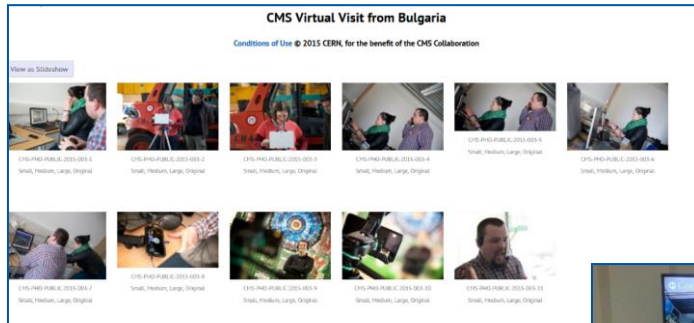 CMS Virtual Visit from Bulgaria
Conditions of Use © 2015 CERN, for the benefit of the CMS Collaboration
View as Slideshow
CMS-PHO-PUBLIC-2015-003-1
Small, Medium, Large, Original
CMS-PHO-PUBLIC-2015-003-2
Small, Medium, Large, Original
CMS-PHO-PUBLIC-2015-003-3
Small, Medium, Large, Original
CMS-PHO-PUBLIC-2015-003-4
Small, Medium, Large, Original
CMS-PHO-PUBLIC-2015-003-5
Small, Medium, Large, Original
CMS-PHO-PUBLIC-2015-003-6
Small, Medium, Large, Original
CMS-PHO-PUBLIC-2015-003-7
Small, Medium, Large, Original
CMS-PHO-PUBLIC-2015-003-8
Small, Medium, Large, Original
CMS-PHO-PUBLIC-2015-003-9
Small, Medium, Large, Original
CMS-PHO-PUBLIC-2015-003-10
Small, Medium, Large, Original
CMS-PHO-PUBLIC-2015-003-11
Small, Medium, Large, Original